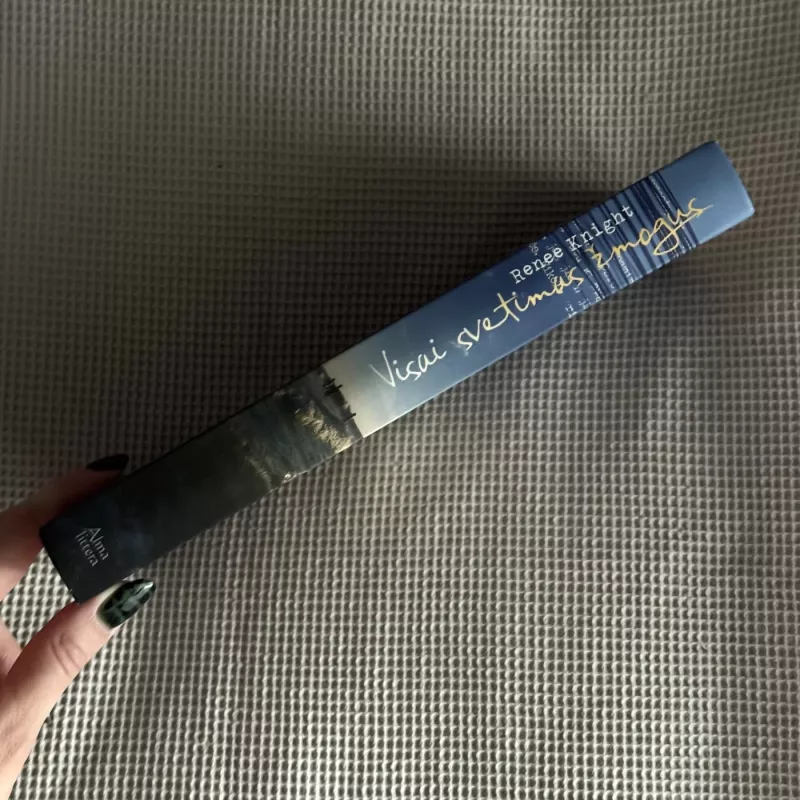 Renee Knight
Visai svetimas žmogus
Alma
littera